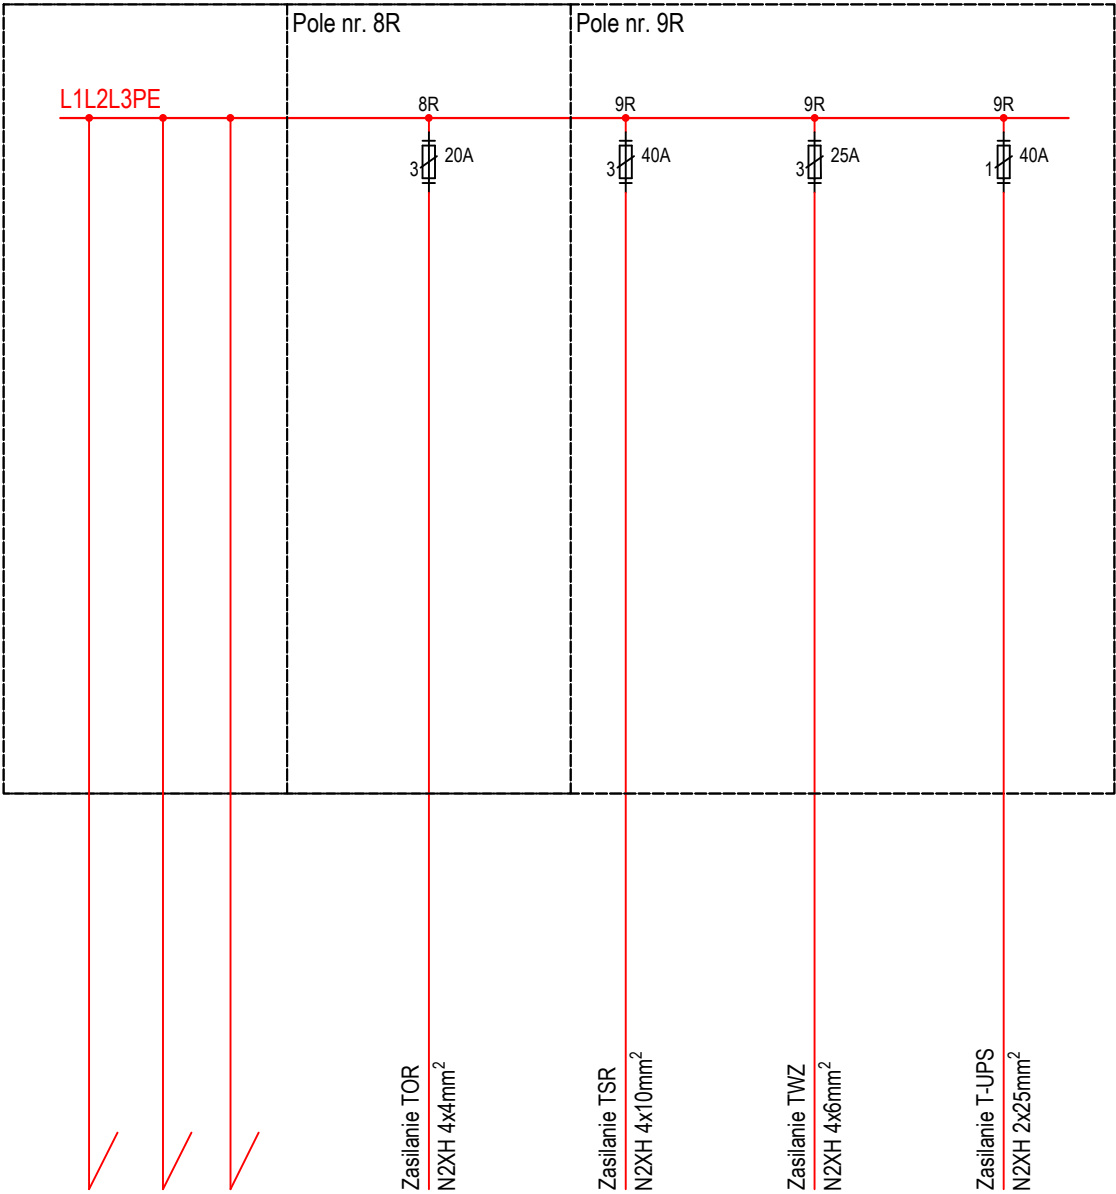 Pole nr. 8R
Pole nr. 9R
L1L2L3PE
8R
9R
9R
9R
3
20A
3
40A
3
25A
1
40A
Zasilanie TOR
N2XH 4x4mm²
Zasilanie TSR
N2XH 4x10mm²
Zasilanie TWZ
N2XH 4x6mm²
Zasilanie T-UPS
N2XH 2x25mm²